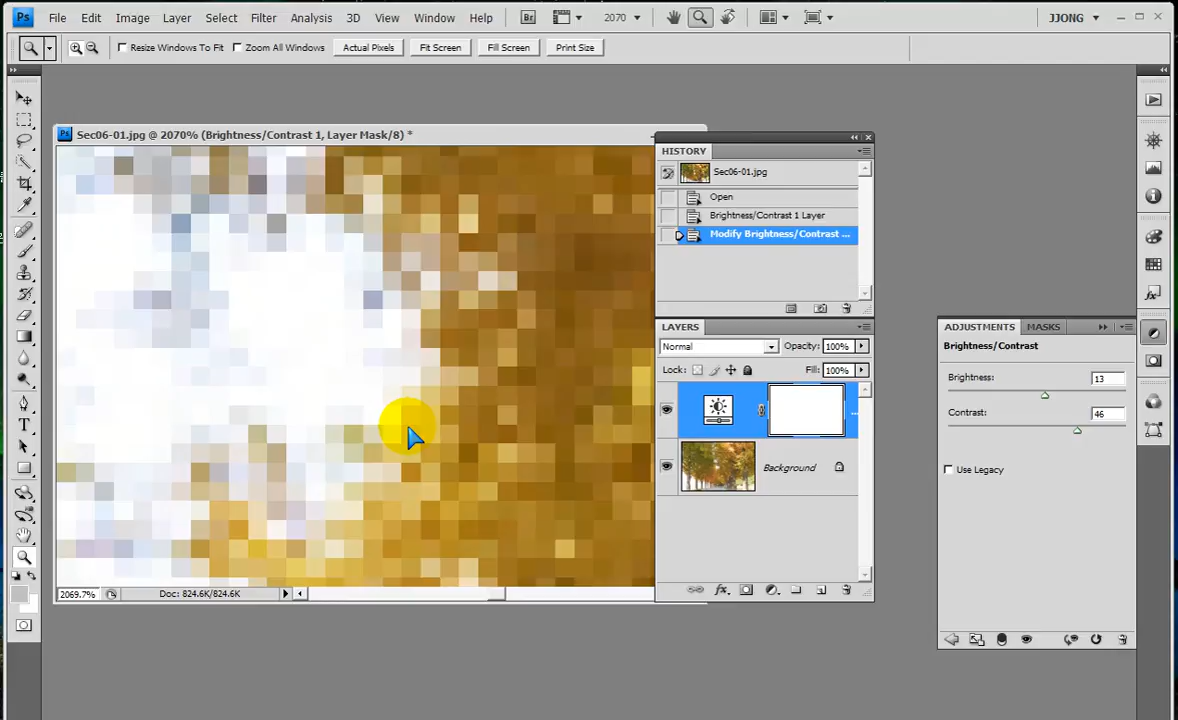 Ps File Edit Image Layer Select Filter Analysis 3D View Window Help Br 2070 JJONG
Resize Windows To Fit Zoom All Windows Actual Pixels Fit Screen Fill Screen Print Size
Ps Sec06-01.jpg @ 2070% (Brightness/Contrast 1, Layer Mask/8) *
HISTORY
Sec06-01.jpg
Open
Brightness/Contrast 1 Layer
Modify Brightness/Contrast ...
LAYERS
Normal Opacity: 100%
Lock: Fill: 100%
...
Background
ADJUSTMENTS MASKS
Brightness/Contrast
Brightness: 13
Contrast: 46
Use Legacy
2069.7% Doc: 824.6K/824.6K